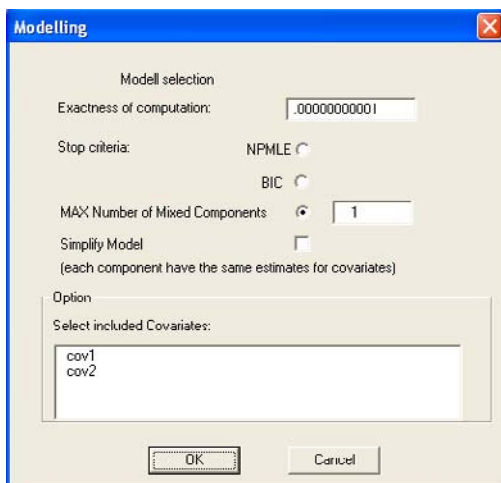 Modelling
Modell selection
Exactness of computation: .0000000001
Stop criteria: NPMLE
BIC
MAX Number of Mixed Components 1
Simplify Model
(each component have the same estimates for covariates)
Option
Select included Covariates:
cov1
cov2
OK Cancel